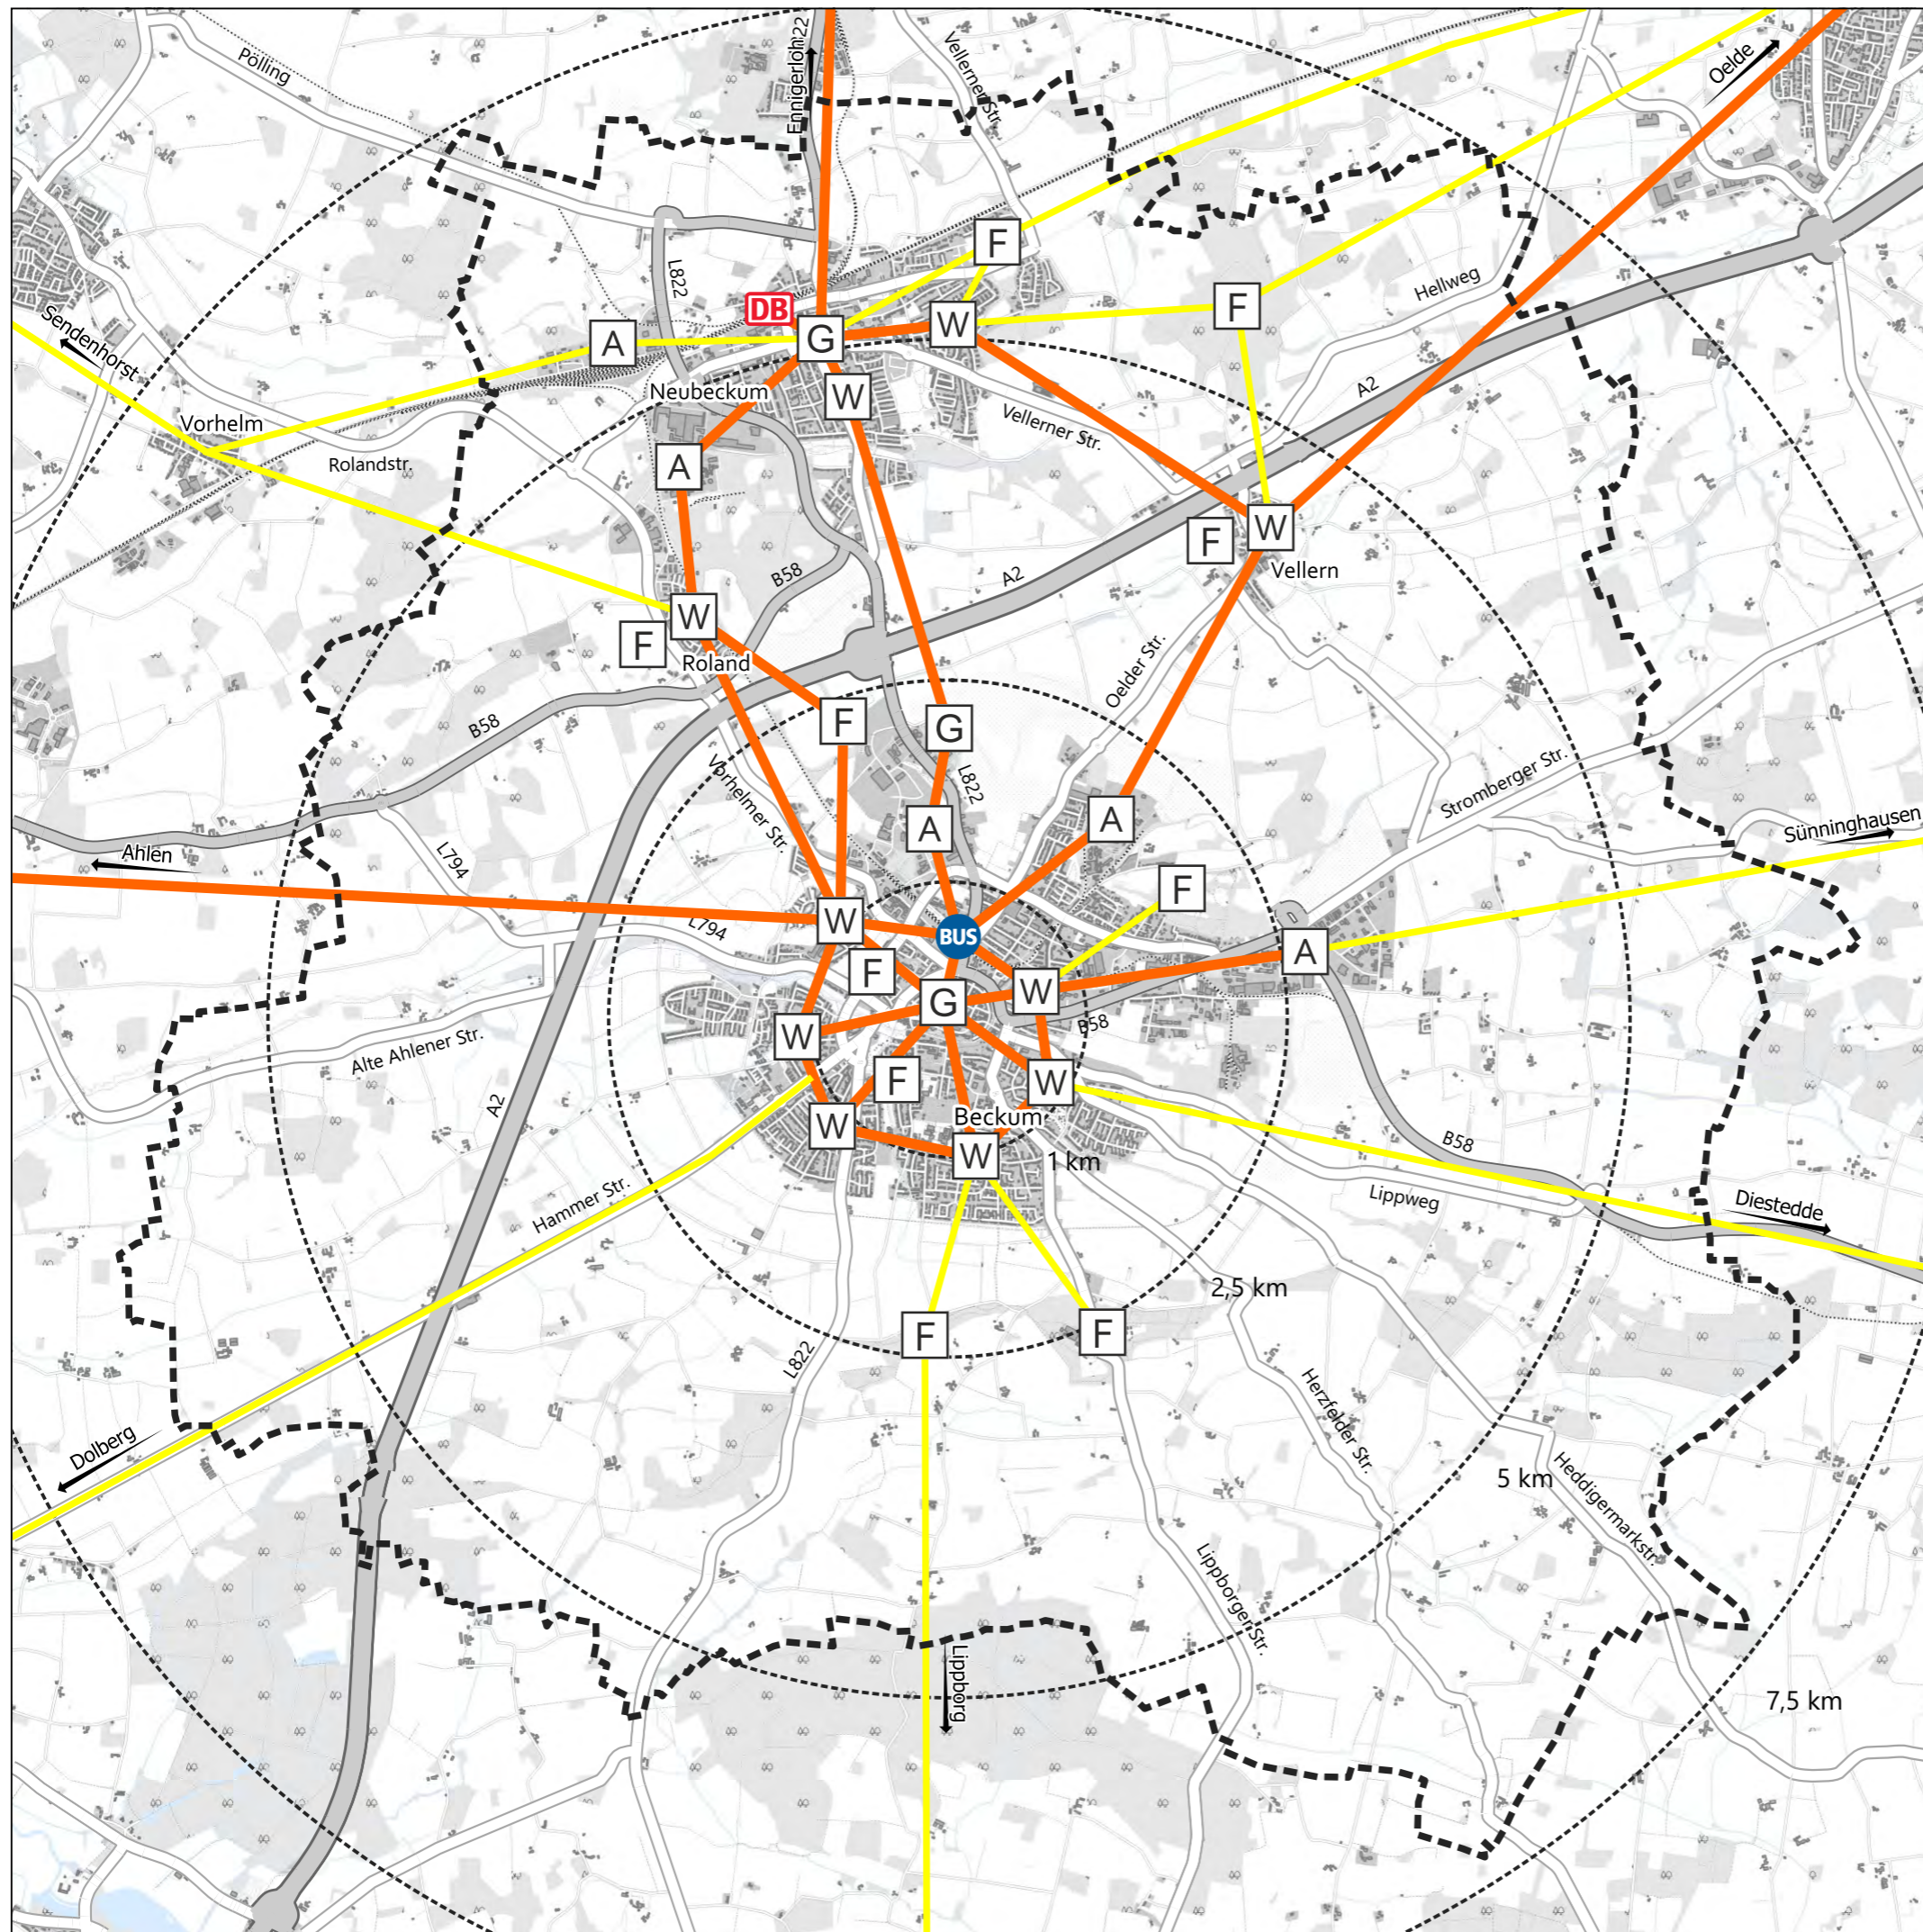 Pölling
Ennigerloh
22
Vellerner Str.
Oelde
F
L822
DB
G
W
F
Hellweg
Sendenhorst
A
Neubeckum
W
A2
Vorhelm
Vellerner Str.
Rolandstr.
A
F
W
Vellern
B58
A2
W
F
Roland
Oelder Str.
B58
F
G
Vorhelmer Str.
L822
Stromberger Str.
A
A
Sünninghausen
Ahlen
L794
F
W
L794
BUS
A
F
W
G
W
B58
Alte Ahlener Str.
F
W
A2
W
Beckum
W
1 km
B58
Hammer Str.
Lippweg
Diestedde
2,5 km
F
F
L822
Herzfelder Str.
Dolberg
5 km
Heddigermarkstr.
Lippborger Str.
Lippborg
7,5 km